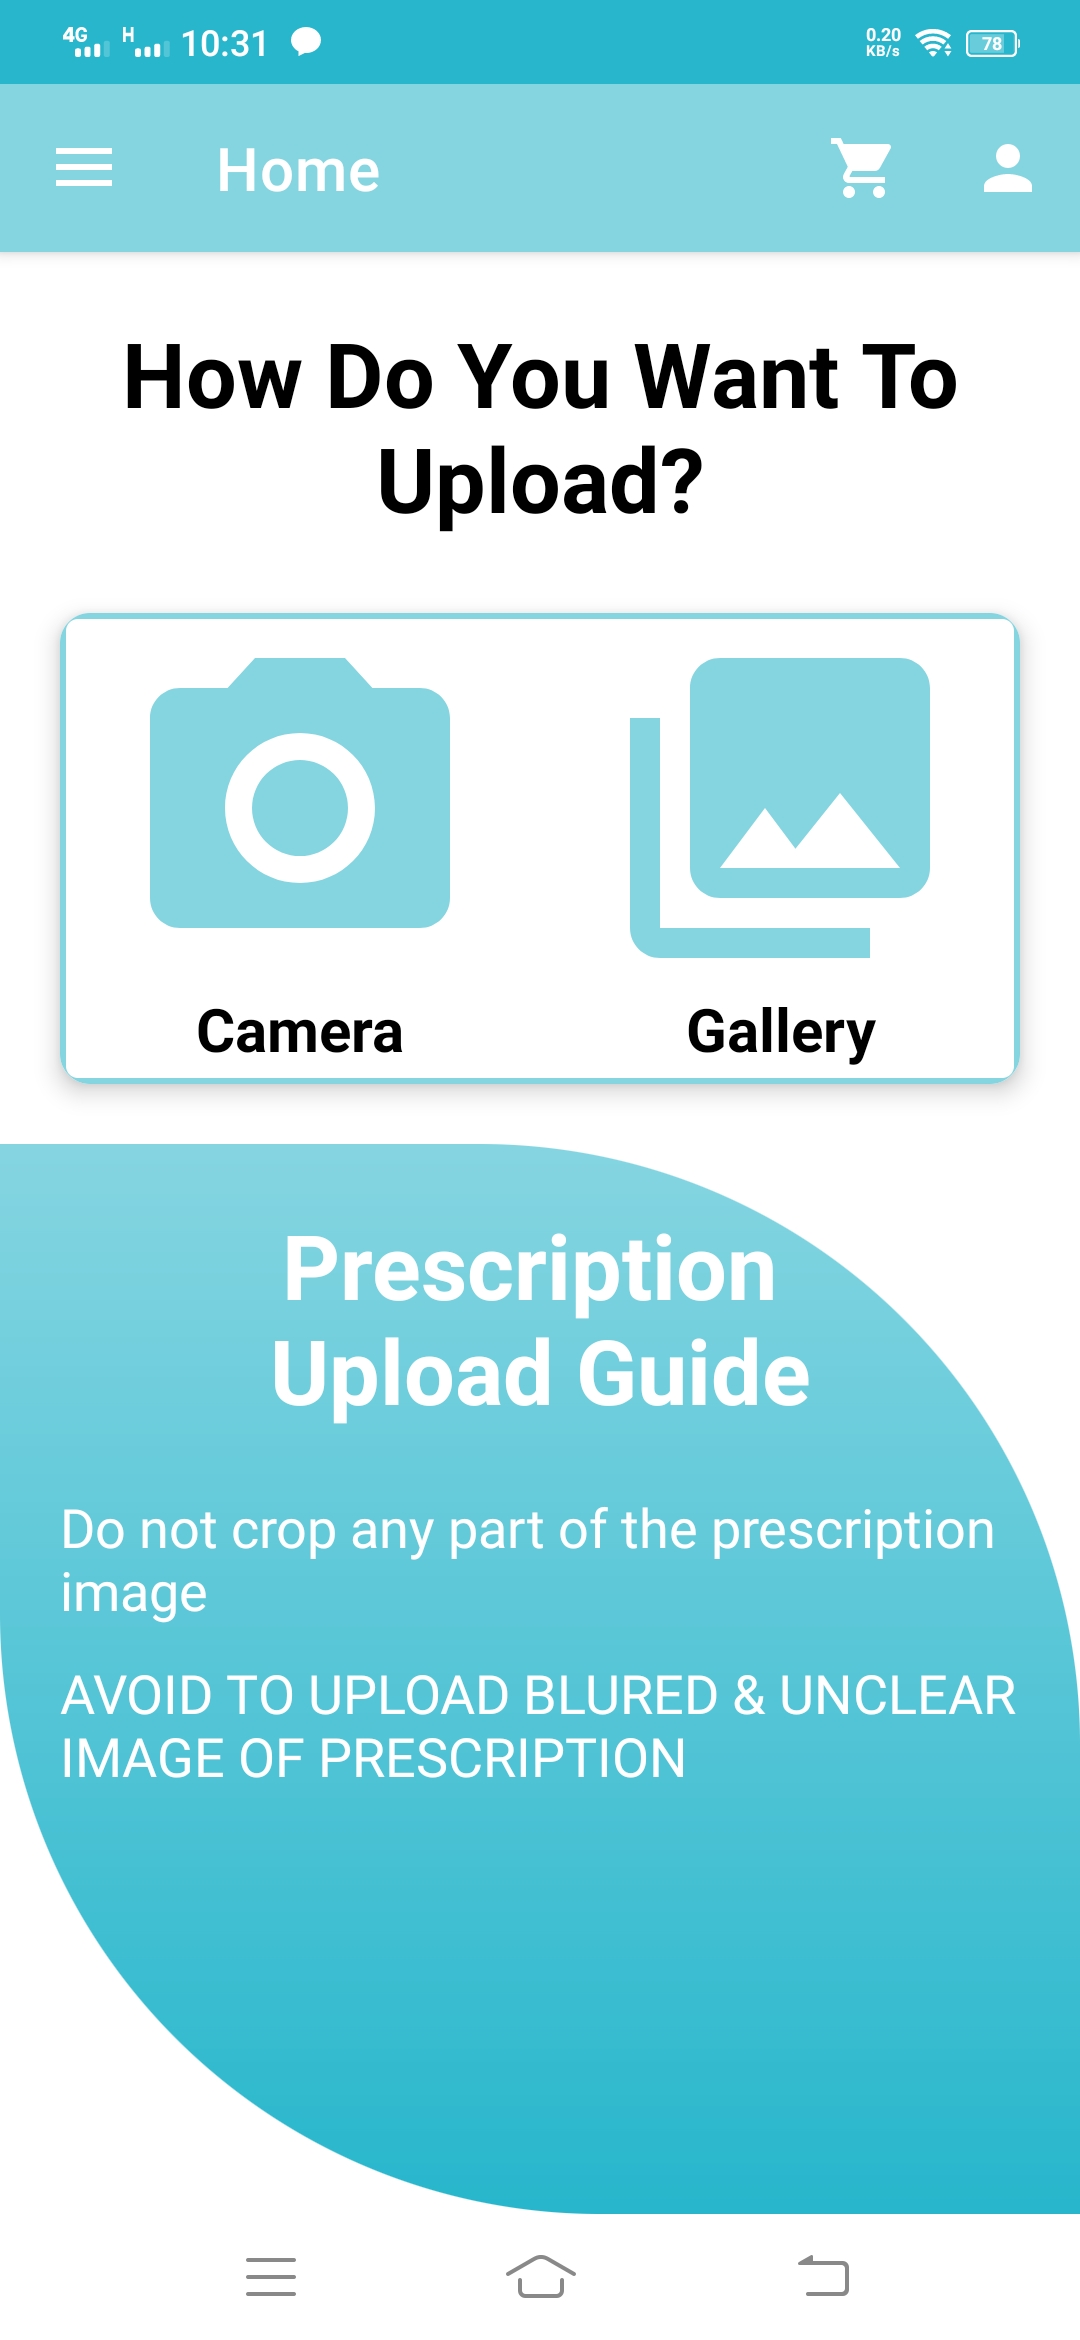 4G H 10:31 0.20 KB/s 78
Home
How Do You Want To
Upload?
Camera Gallery
Prescription
Upload Guide
Do not crop any part of the prescription
image
AVOID TO UPLOAD BLURED & UNCLEAR
IMAGE OF PRESCRIPTION